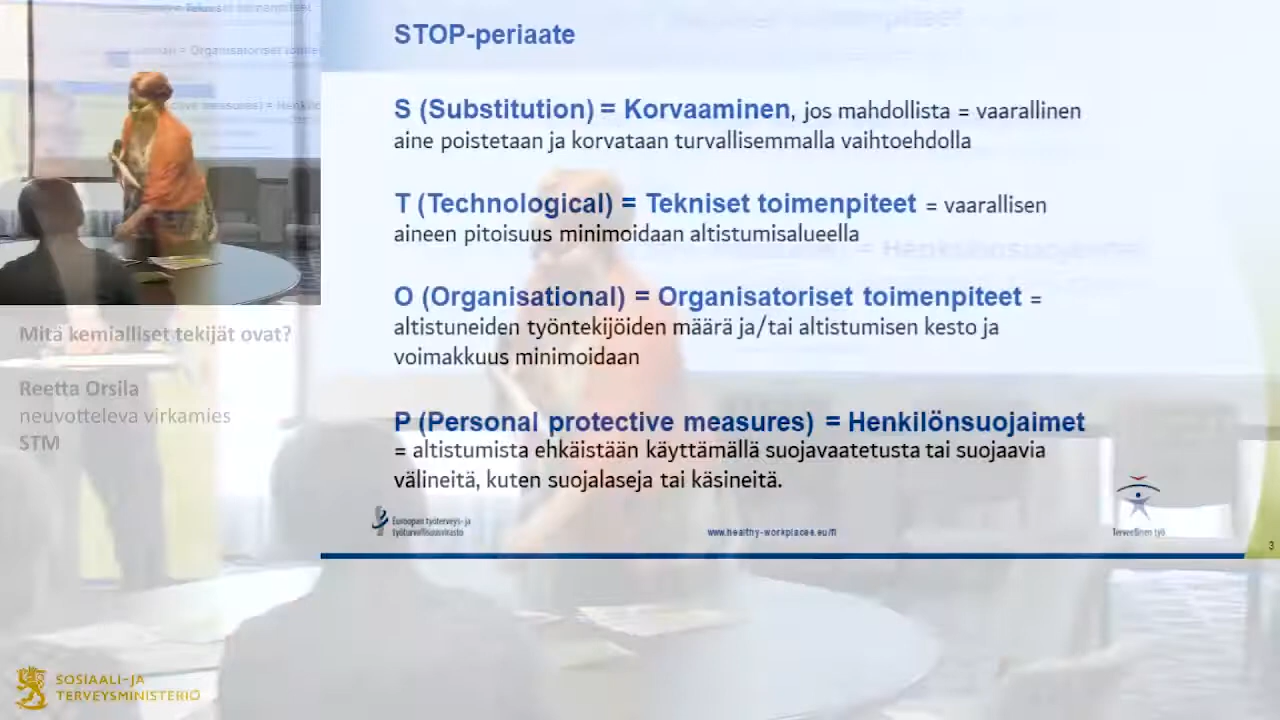 STOP-periaate
S (Substitution) = Korvaaminen, jos mahdollista = vaarallinen
aine poistetaan ja korvataan turvallisemmalla vaihtoehdolla
T (Technological) = Tekniset toimenpiteet = vaarallisen
aineen pitoisuus minimoidaan altistumisalueella
O (Organisational) = Organisatoriset toimenpiteet =
altistuneiden työntekijöiden määrä ja/tai altistumisen kesto ja
voimakkuus minimoidaan
P (Personal protective measures) = Henkilönsuojaimet
= altistumista ehkäistään käyttämällä suojavaatetusta tai suojaavia
välineitä, kuten suojalaseja tai käsineitä.
Euroopan työterveys- ja
työturvallisuusvirasto
www.healthy-workplaces.eu/fi
Terveellinen työ
3
Mitä kemialliset tekijät ovat?
Reetta Orsila
neuvotteleva virkamies
STM
SOSIAALI- JA
TERVEYSMINISTERIÖ